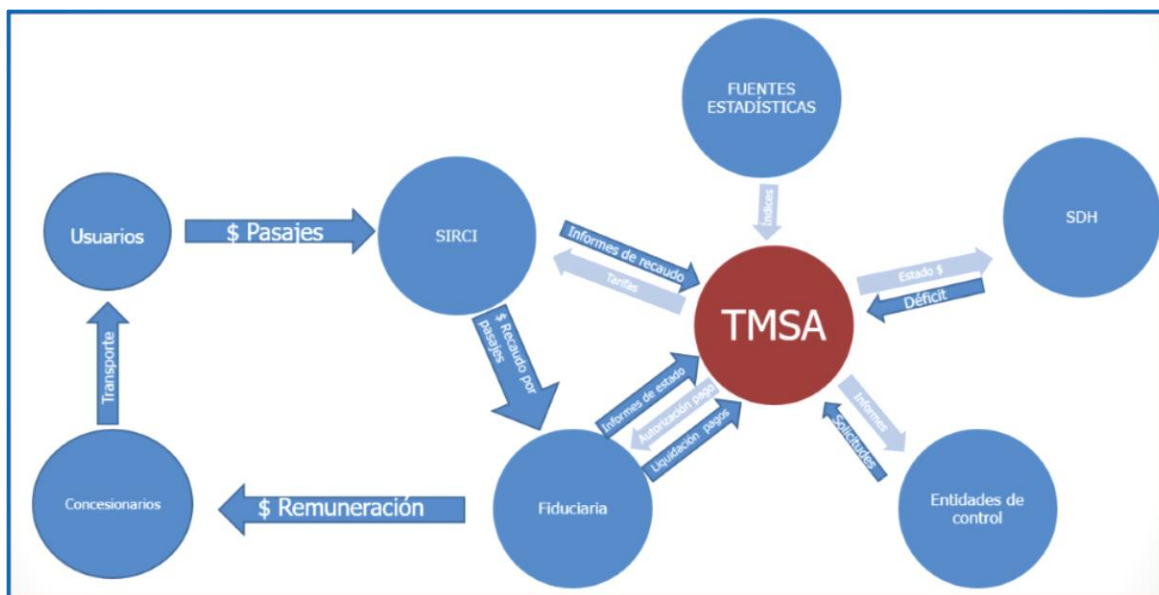 FUENTES
ESTADÍSTICAS
Índices
Usuarios
$ Pasajes
SIRCI
Informes de recaudo
Tarifas
SDH
Estado $
Déficit
TMSA
$ Recaudo por
pasajes
Transporte
Informes de estado
Autorización pago
Liquidación pagos
Informes
Solicitudes
Concesionarios
$ Remuneración
Fiduciaria
Entidades de
control